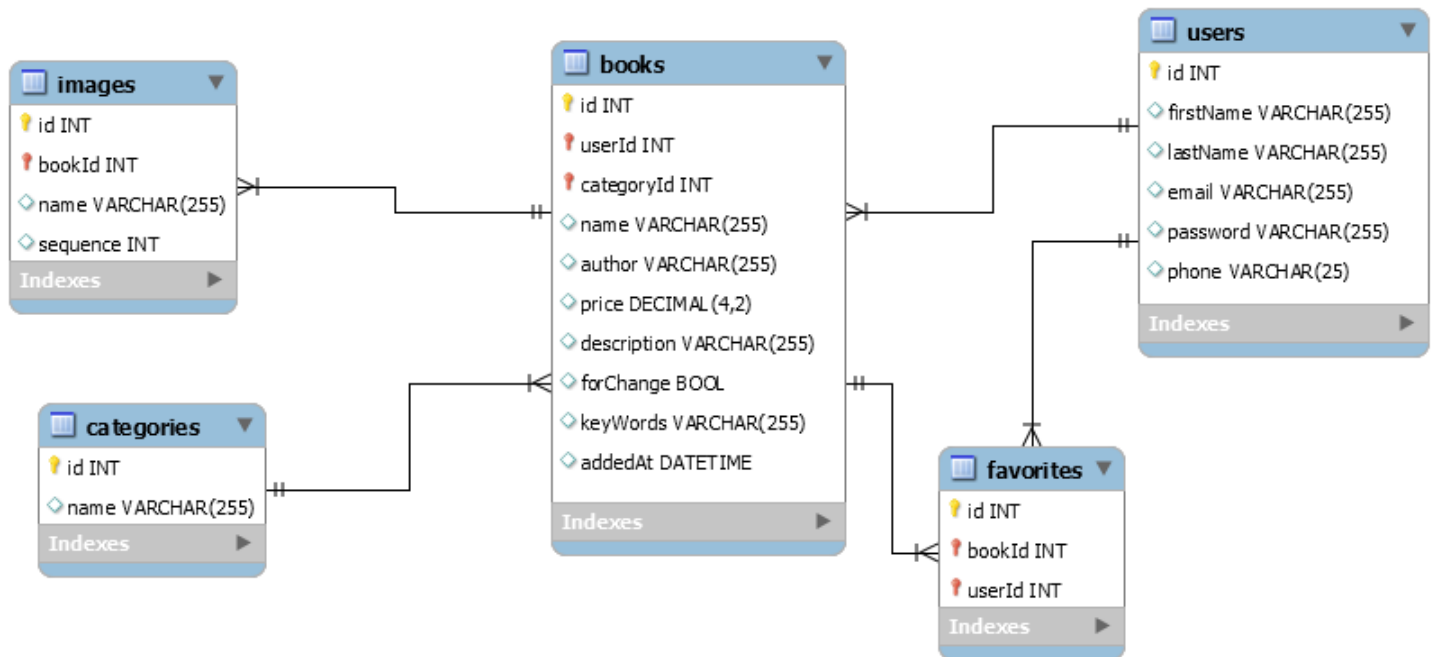 images
id INT
bookId INT
name VARCHAR(255)
sequence INT
Indexes
categories
id INT
name VARCHAR(255)
Indexes
books
id INT
userId INT
categoryId INT
name VARCHAR(255)
author VARCHAR(255)
price DECIMAL(4,2)
description VARCHAR(255)
forChange BOOL
keyWords VARCHAR(255)
addedAt DATETIME
Indexes
users
id INT
firstName VARCHAR(255)
lastName VARCHAR(255)
email VARCHAR(255)
password VARCHAR(255)
phone VARCHAR(25)
Indexes
favorites
id INT
bookId INT
userId INT
Indexes